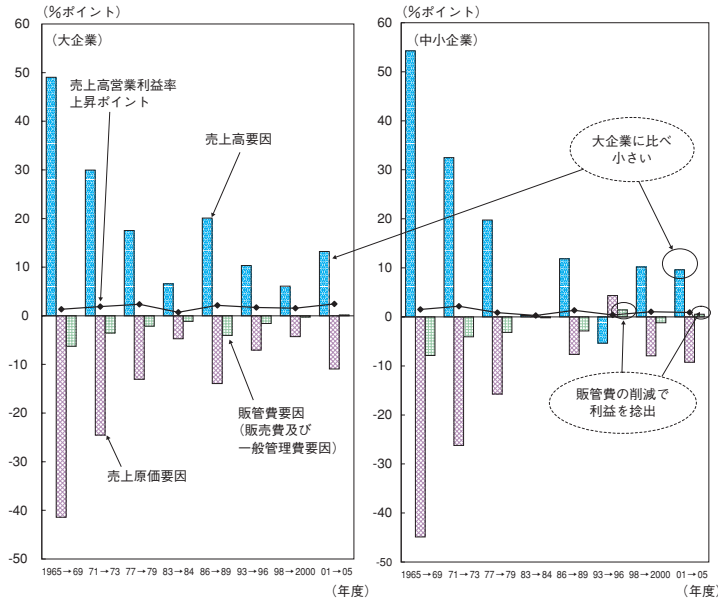 (％ポイント)
60
50
40
30
20
10
0
-10
-20
-30
-40
-50
（大企業）
売上高営業利益率
上昇ポイント
売上高要因
販管費要因
（販売費及び
一般管理費要因）
売上原価要因
1965→69 71→73 77→79 83→84 86→89 93→96 98→2000 01→05
（年度）
(％ポイント)
60
50
40
30
20
10
0
-10
-20
-30
-40
-50
（中小企業）
大企業に比べ
小さい
販管費の削減で
利益を捻出
1965→69 71→73 77→79 83→84 86→89 93→96 98→2000 01→05
（年度）